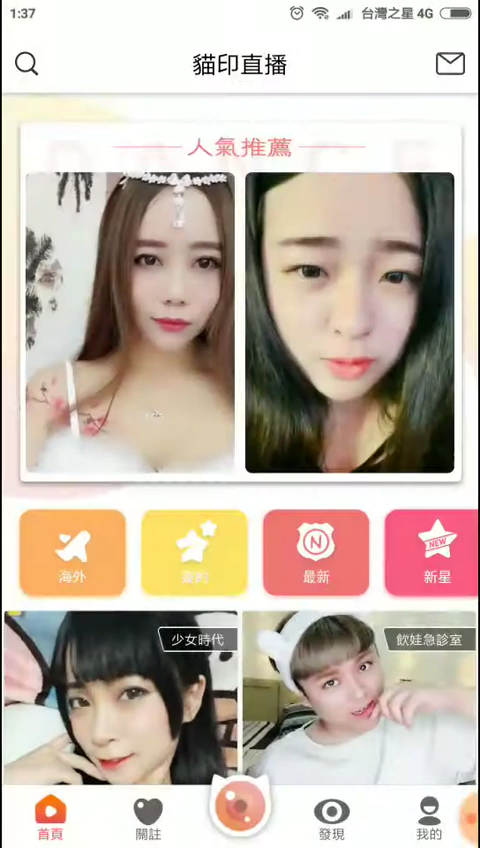 1:37 台灣之星 4G
貓印直播
人氣推薦
海外
最新
NEW
新星
N
少女時代
飲娃急診室
首頁
關註
發現
我的